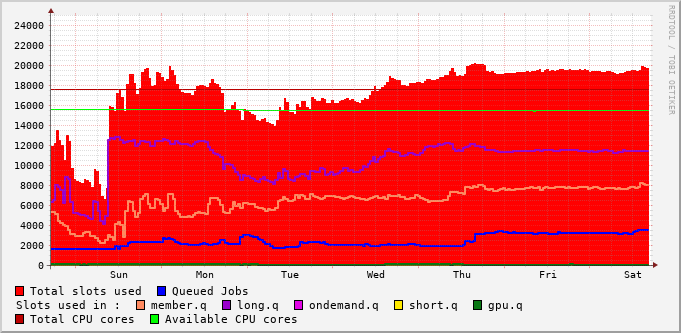 24000
22000
20000
18000
16000
14000
12000
10000
8000
6000
4000
2000
0
Sun Mon Tue Wed Thu Fri Sat
RRDTOOL / TOBI OETIKER
Total slots used Queued Jobs
Slots used in : member.q long.q ondemand.q short.q gpu.q
Total CPU cores Available CPU cores